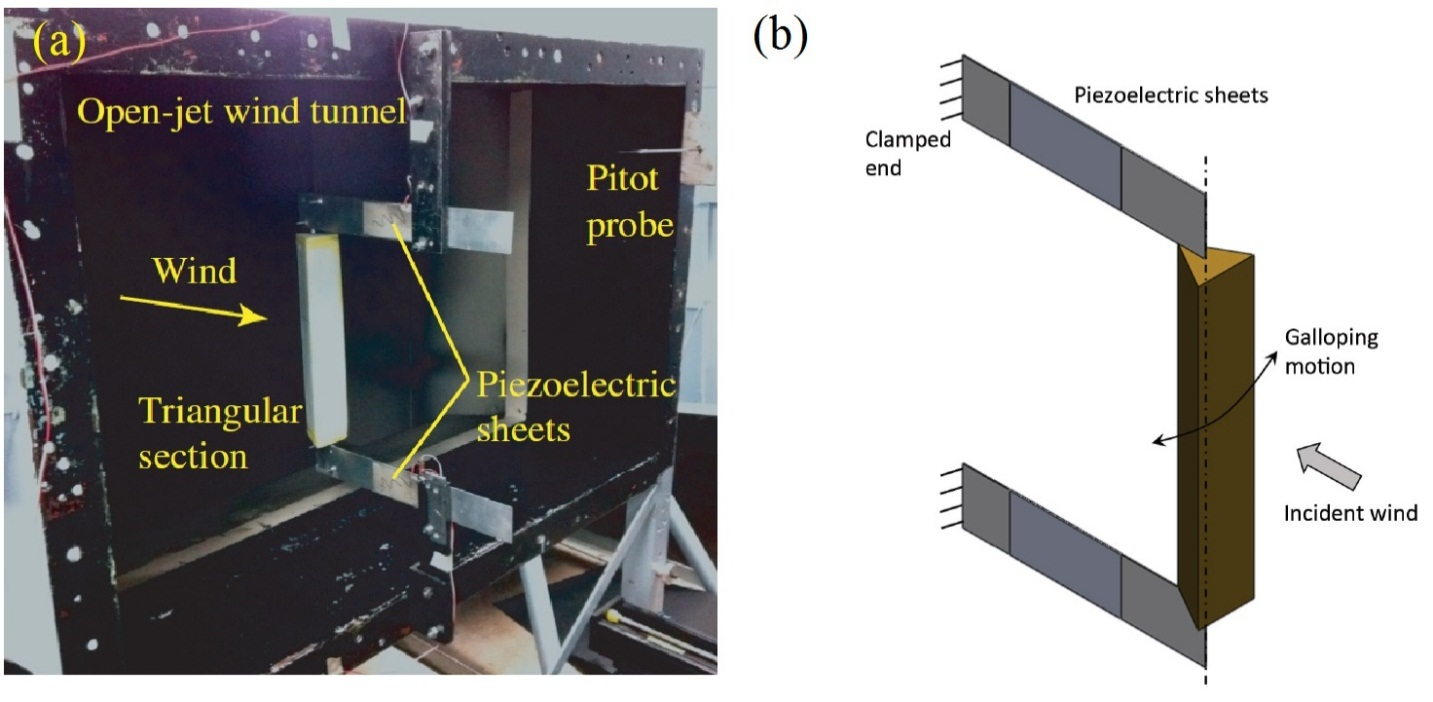 (a)
Open-jet wind tunnel
Pitot
probe
Wind
Triangular
section
Piezoelectric
sheets
(b)
Piezoelectric sheets
Clamped
end
Galloping
motion
Incident wind